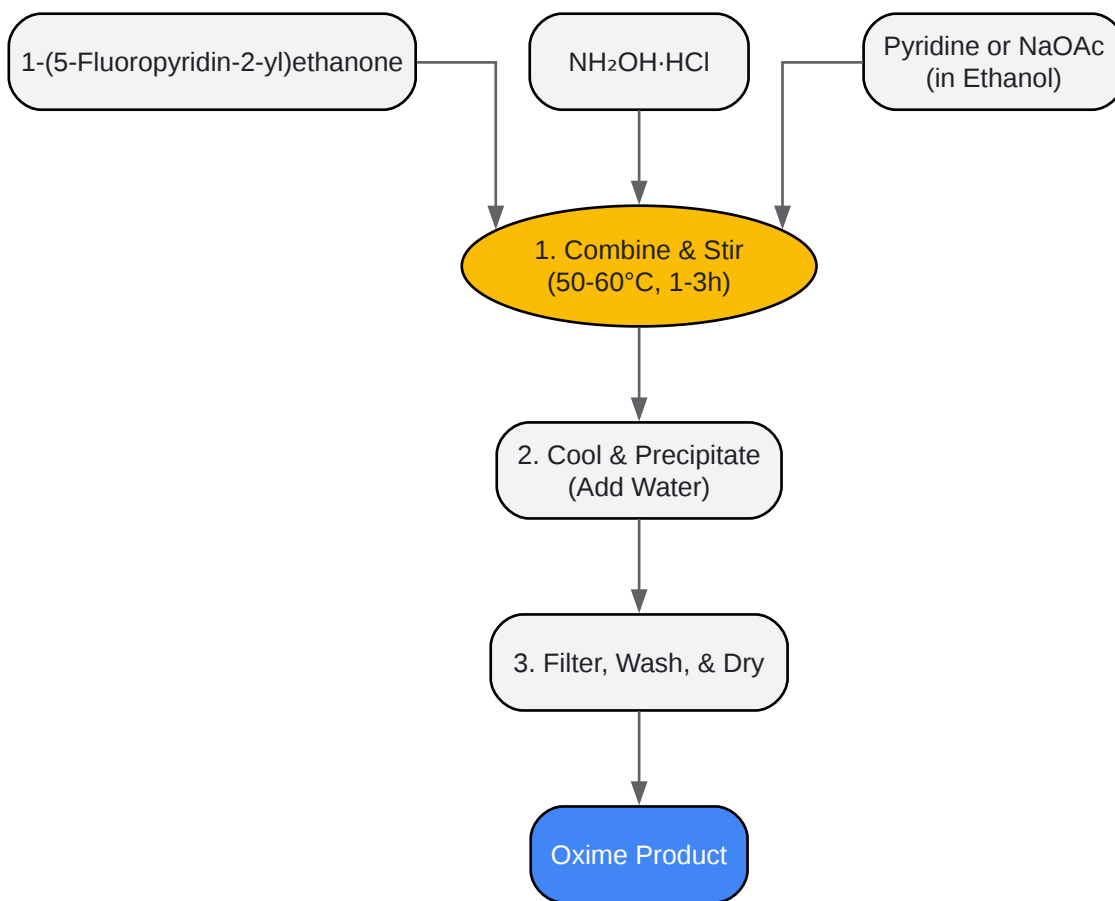 1-(5-Fluoropyridin-2-yl)ethanone
NH₂OH·HCl
Pyridine or NaOAc
(in Ethanol)
1. Combine & Stir
(50-60°C, 1-3h)
2. Cool & Precipitate
(Add Water)
3. Filter, Wash, & Dry
Oxime Product